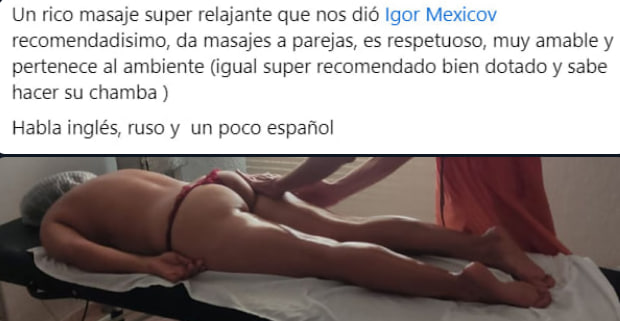 Un rico masaje super relajante que nos dió Igor Mexicov
recomendadisimo, da masajes a parejas, es respetuoso, muy amable y
pertenece al ambiente (igual super recomendado bien dotado y sabe
hacer su chamba )
Habla inglés, ruso y un poco español